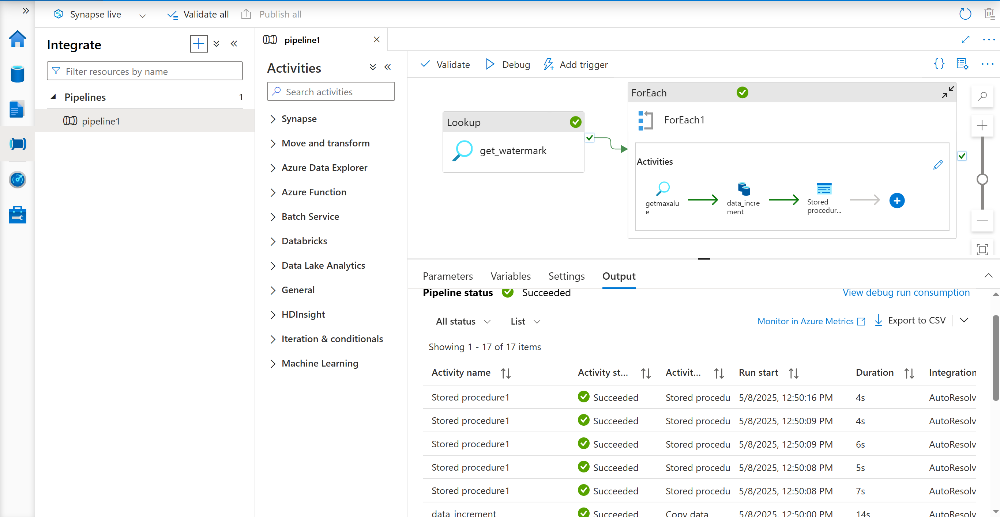 Synapse live
Validate all
Publish all
Integrate
Filter resources by name
Pipelines
1
pipeline1
pipeline1
Activities
Search activities
Synapse
Move and transform
Azure Data Explorer
Azure Function
Batch Service
Databricks
Data Lake Analytics
General
HDInsight
Iteration & conditionals
Machine Learning
Validate
Debug
Add trigger
Lookup
get_watermark
ForEach
ForEach1
Activities
getmaxalu
e
data_incre
ment
Stored
procedur...
Parameters Variables Settings Output
Pipeline status Succeeded
View debug run consumption
All status List
Monitor in Azure Metrics Export to CSV
Showing 1 - 17 of 17 items
Activity name Activity st... Activit... Run start Duration Integration
Stored procedure1 Succeeded Stored procedu 5/8/2025, 12:50:16 PM 4s AutoResolv
Stored procedure1 Succeeded Stored procedu 5/8/2025, 12:50:09 PM 4s AutoResolv
Stored procedure1 Succeeded Stored procedu 5/8/2025, 12:50:09 PM 6s AutoResolv
Stored procedure1 Succeeded Stored procedu 5/8/2025, 12:50:08 PM 5s AutoResolv
Stored procedure1 Succeeded Stored procedu 5/8/2025, 12:50:08 PM 7s AutoResolv
data_increment Succeeded Copy data 5/8/2025, 12:50:00 PM 14s AutoResolv